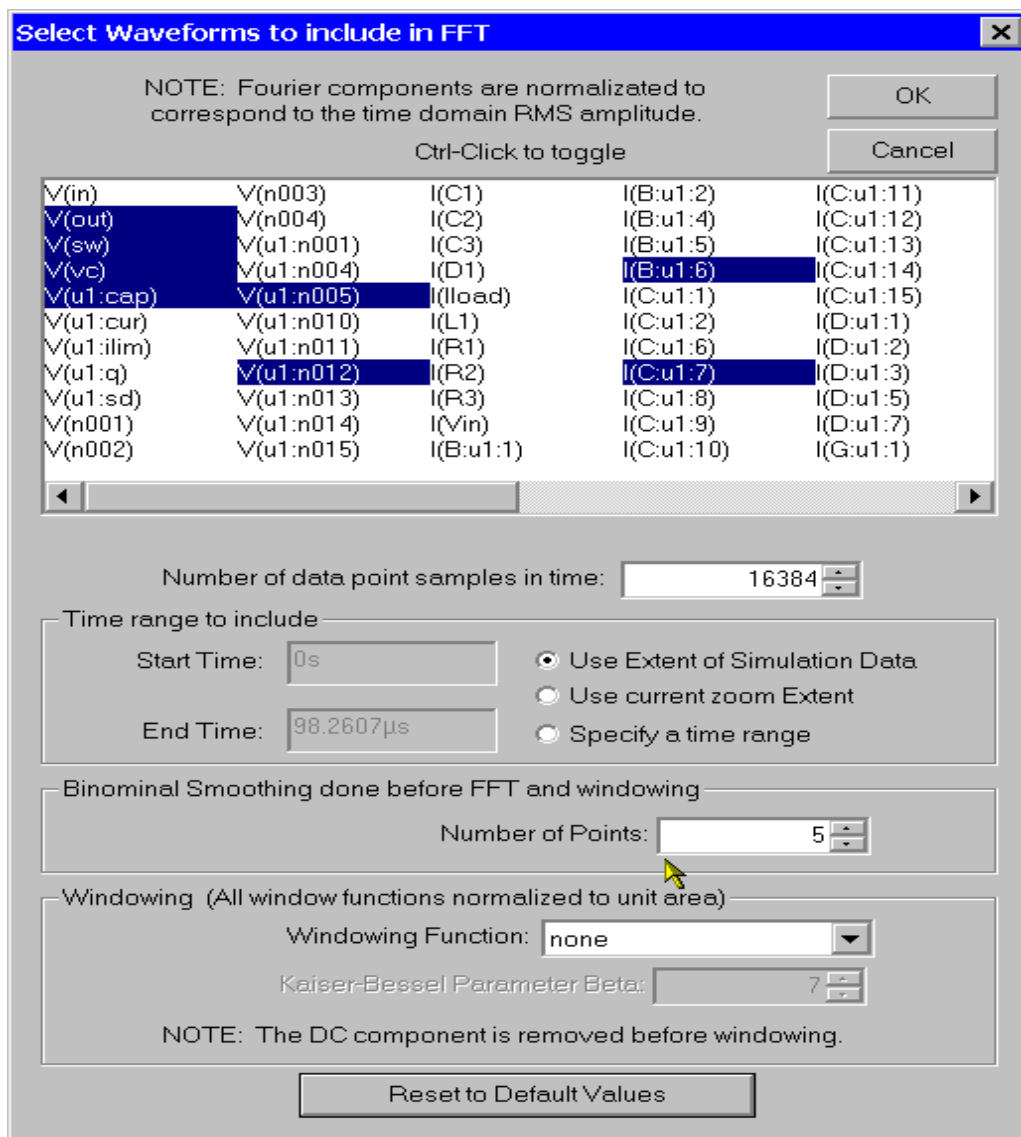 Select Waveforms to include in FFT
NOTE: Fourier components are normalizated to
correspond to the time domain RMS amplitude.
OK
Ctrl-Click to toggle
Cancel
V(in) V(n003) I(C1) I(B:u1:2) I(C:u1:11)
V(out) V(n004) I(C2) I(B:u1:4) I(C:u1:12)
V(sw) V(u1:n001) I(C3) I(B:u1:5) I(C:u1:13)
V(vc) V(u1:n004) I(D1) I(B:u1:6) I(C:u1:14)
V(u1:cap) V(u1:n005) I(Iload) I(C:u1:1) I(C:u1:15)
V(u1:cur) V(u1:n010) I(L1) I(C:u1:2) I(D:u1:1)
V(u1:ilim) V(u1:n011) I(R1) I(C:u1:6) I(D:u1:2)
V(u1:q) V(u1:n012) I(R2) I(C:u1:7) I(D:u1:3)
V(u1:sd) V(u1:n013) I(R3) I(C:u1:8) I(D:u1:5)
V(n001) V(u1:n014) I(Vin) I(C:u1:9) I(D:u1:7)
V(n002) V(u1:n015) I(B:u1:1) I(C:u1:10) I(G:u1:1)
Number of data point samples in time: 16384
Time range to include
Start Time: 0s
Use Extent of Simulation Data
Use current zoom Extent
End Time: 98.2607µs
Specify a time range
Binominal Smoothing done before FFT and windowing
Number of Points: 5
Windowing (All window functions normalized to unit area)
Windowing Function: none
Kaiser-Bessel Parameter Beta: 7
NOTE: The DC component is removed before windowing.
Reset to Default Values